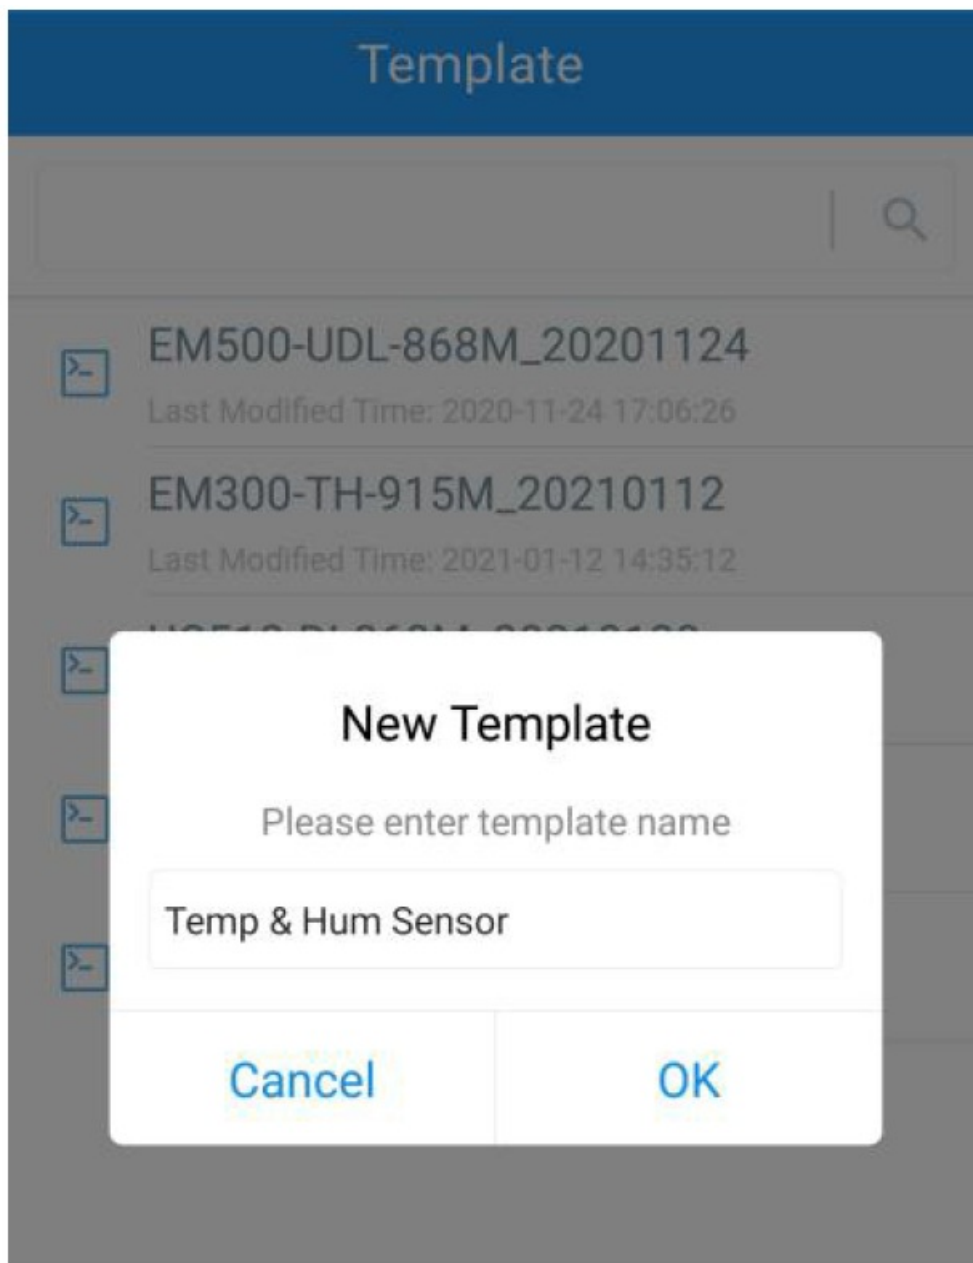 Template
EM500-UDL-868M_20201124
Last Modified Time: 2020-11-24 17:06:26
EM300-TH-915M_20210112
Last Modified Time: 2021-01-12 14:35:12
New Template
Please enter template name
Temp & Hum Sensor
Cancel
OK